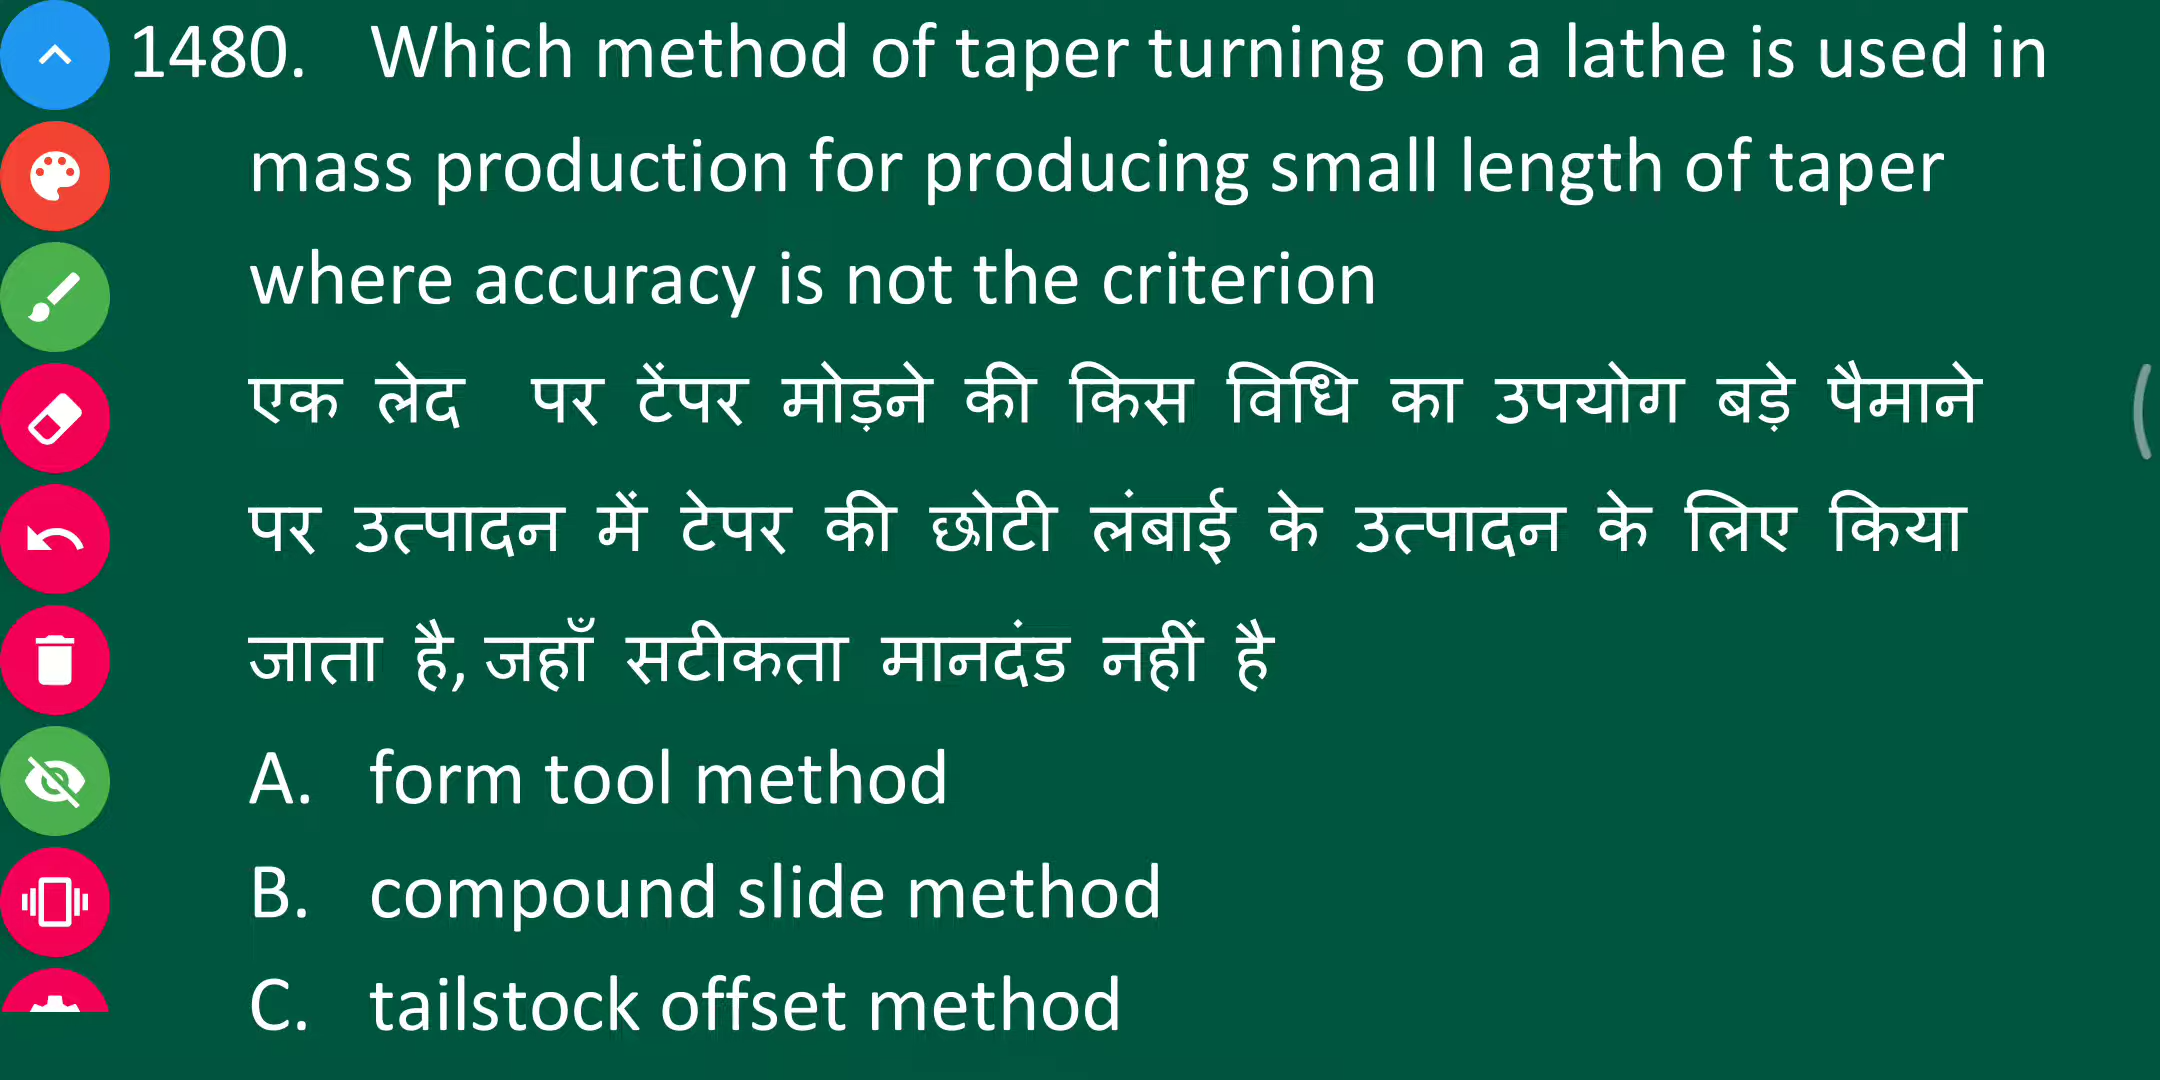 1480. Which method of taper turning on a lathe is used in
mass production for producing small length of taper
where accuracy is not the criterion
एक लेद पर टेंपर मोड़ने की किस विधि का उपयोग बड़े पैमाने
पर उत्पादन में टेपर की छोटी लंबाई के उत्पादन के लिए किया
जाता है, जहाँ सटीकता मानदंड नहीं है
A. form tool method
B. compound slide method
C. tailstock offset method